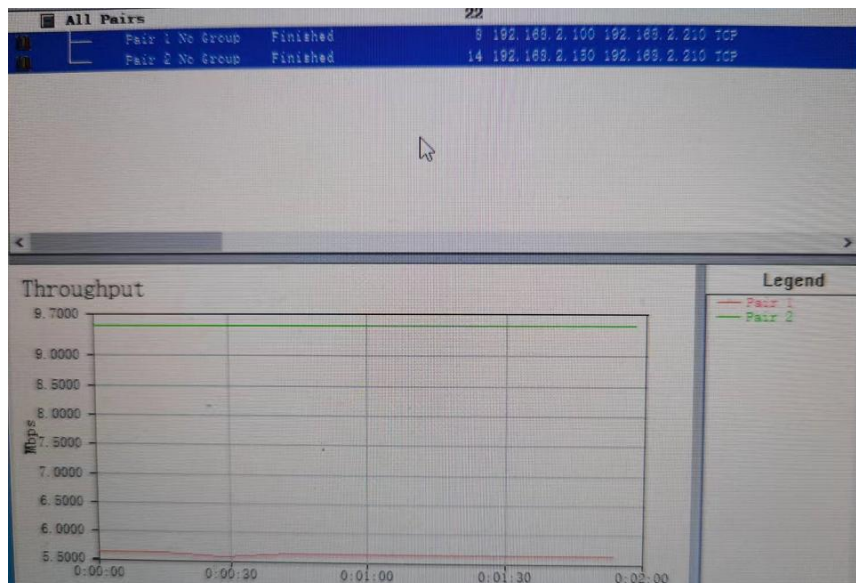 All Pairs 22
Pair 1 No Group Finished 8 192.168.2.100 192.168.2.210 TCP
Pair 2 No Group Finished 14 192.168.2.150 192.168.2.210 TCP
Throughput
Legend
Pair 1
Pair 2
9.7000
9.0000
8.5000
8.0000
7.5000
7.0000
6.5000
6.0000
5.5000
Mbps
0:00:00 0:00:30 0:01:00 0:01:30 0:02:00